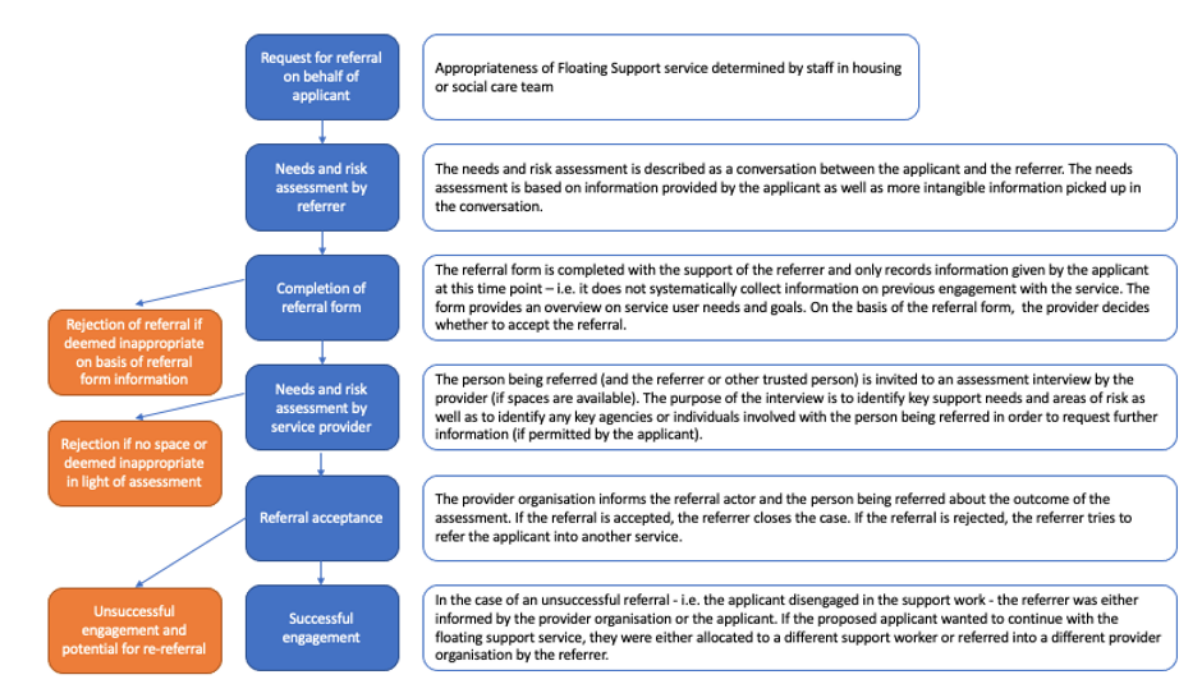 Request for referral
on behalf of
applicant
Appropriateness of Floating Support service determined by staff in housing
or social care team
Needs and risk
assessment by
referrer
The needs and risk assessment is described as a conversation between the applicant and the referrer. The needs
assessment is based on information provided by the applicant as well as more intangible information picked up in
the conversation.
Completion of
referral form
The referral form is completed with the support of the referrer and only records information given by the applicant
at this time point – i.e. it does not systematically collect information on previous engagement with the service. The
form provides an overview on service user needs and goals. On the basis of the referral form, the provider decides
whether to accept the referral.
Rejection of referral if
deemed inappropriate
on basis of referral
form information
Needs and risk
assessment by
service provider
The person being referred (and the referrer or other trusted person) is invited to an assessment interview by the
provider (if spaces are available). The purpose of the interview is to identify key support needs and areas of risk as
well as to identify any key agencies or individuals involved with the person being referred in order to request further
information (if permitted by the applicant).
Rejection if no space or
deemed inappropriate
in light of assessment
Referral acceptance
The provider organisation informs the referral actor and the person being referred about the outcome of the
assessment. If the referral is accepted, the referrer closes the case. If the referral is rejected, the referrer tries to
refer the applicant into another service.
Unsuccessful
engagement and
potential for re-referral
Successful
engagement
In the case of an unsuccessful referral - i.e. the applicant disengaged in the support work - the referrer was either
informed by the provider organisation or the applicant. If the proposed applicant wanted to continue with the
floating support service, they were either allocated to a different support worker or referred into a different provider
organisation by the referrer.